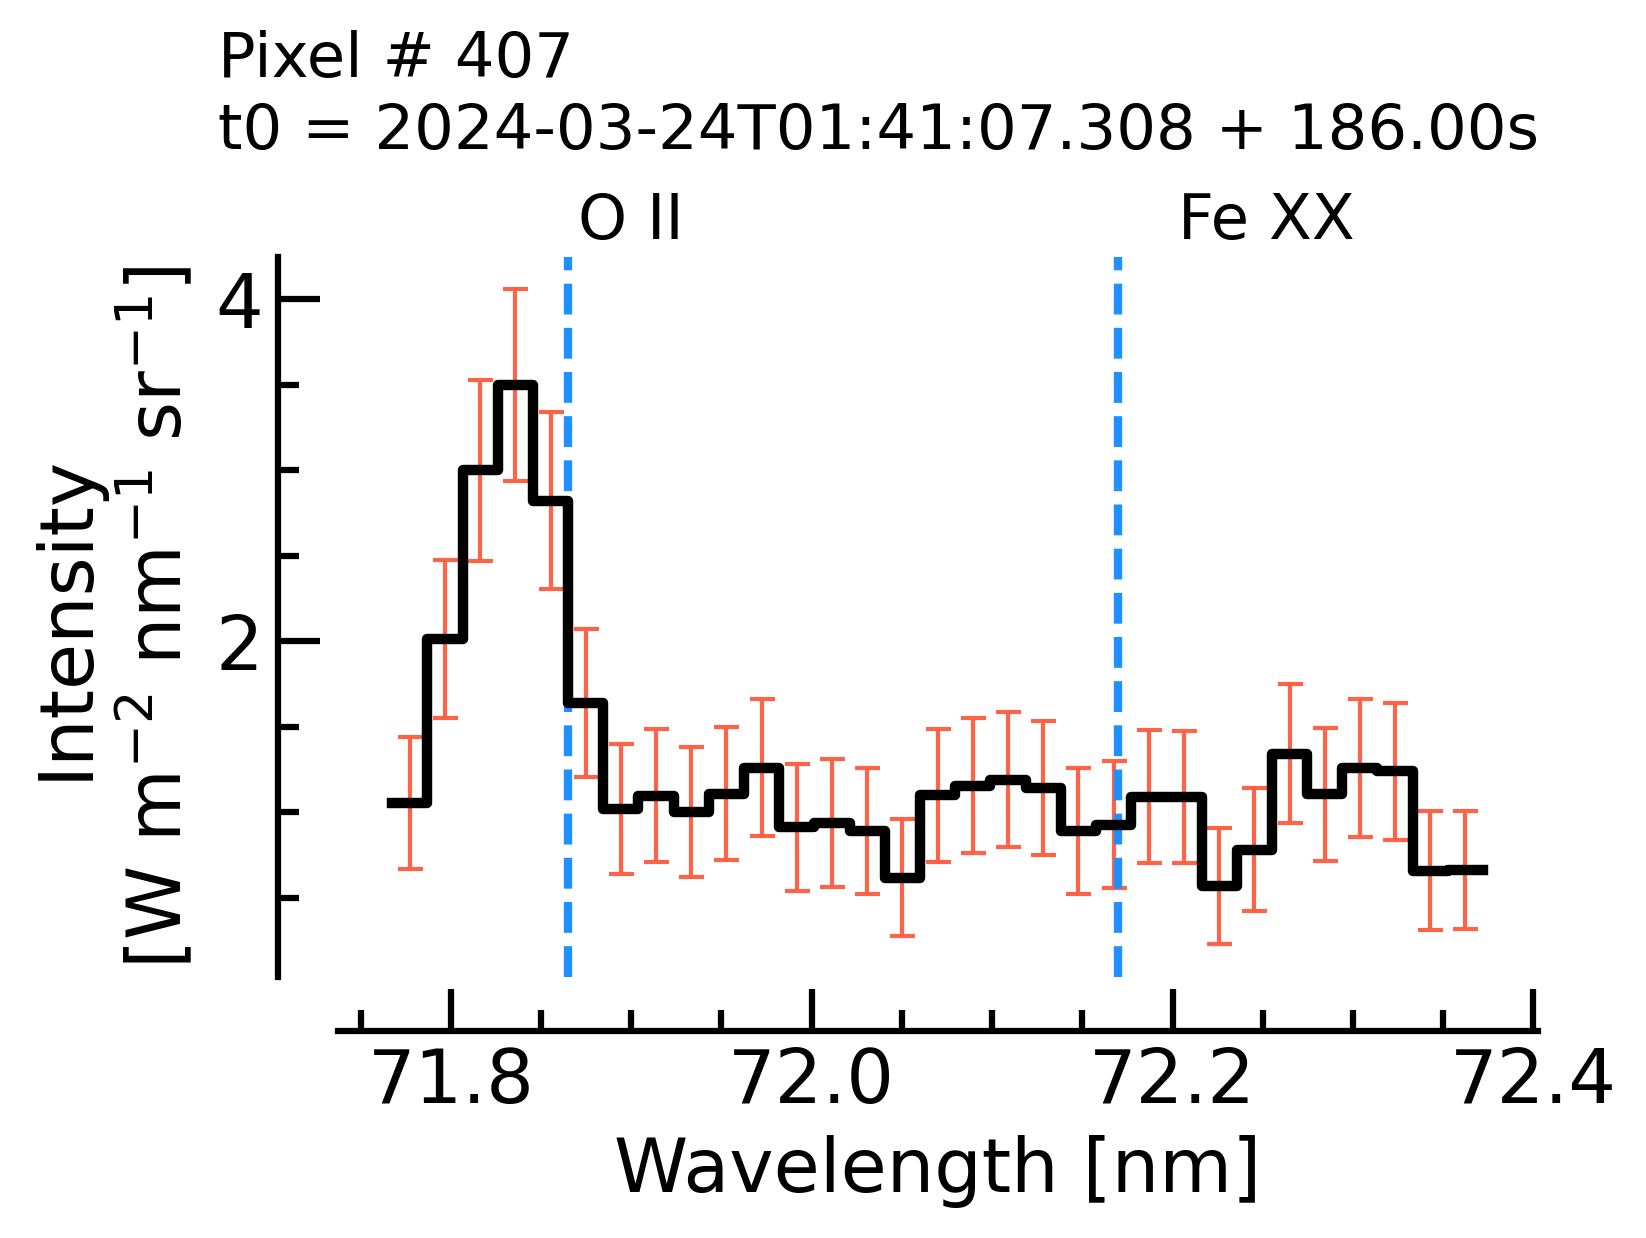 Pixel # 407
t0 = 2024-03-24T01:41:07.308 + 186.00s
O II
Fe XX
Intensity
[W m⁻² nm⁻¹ sr⁻¹]
4
2
71.8
72.0
72.2
72.4
Wavelength [nm]